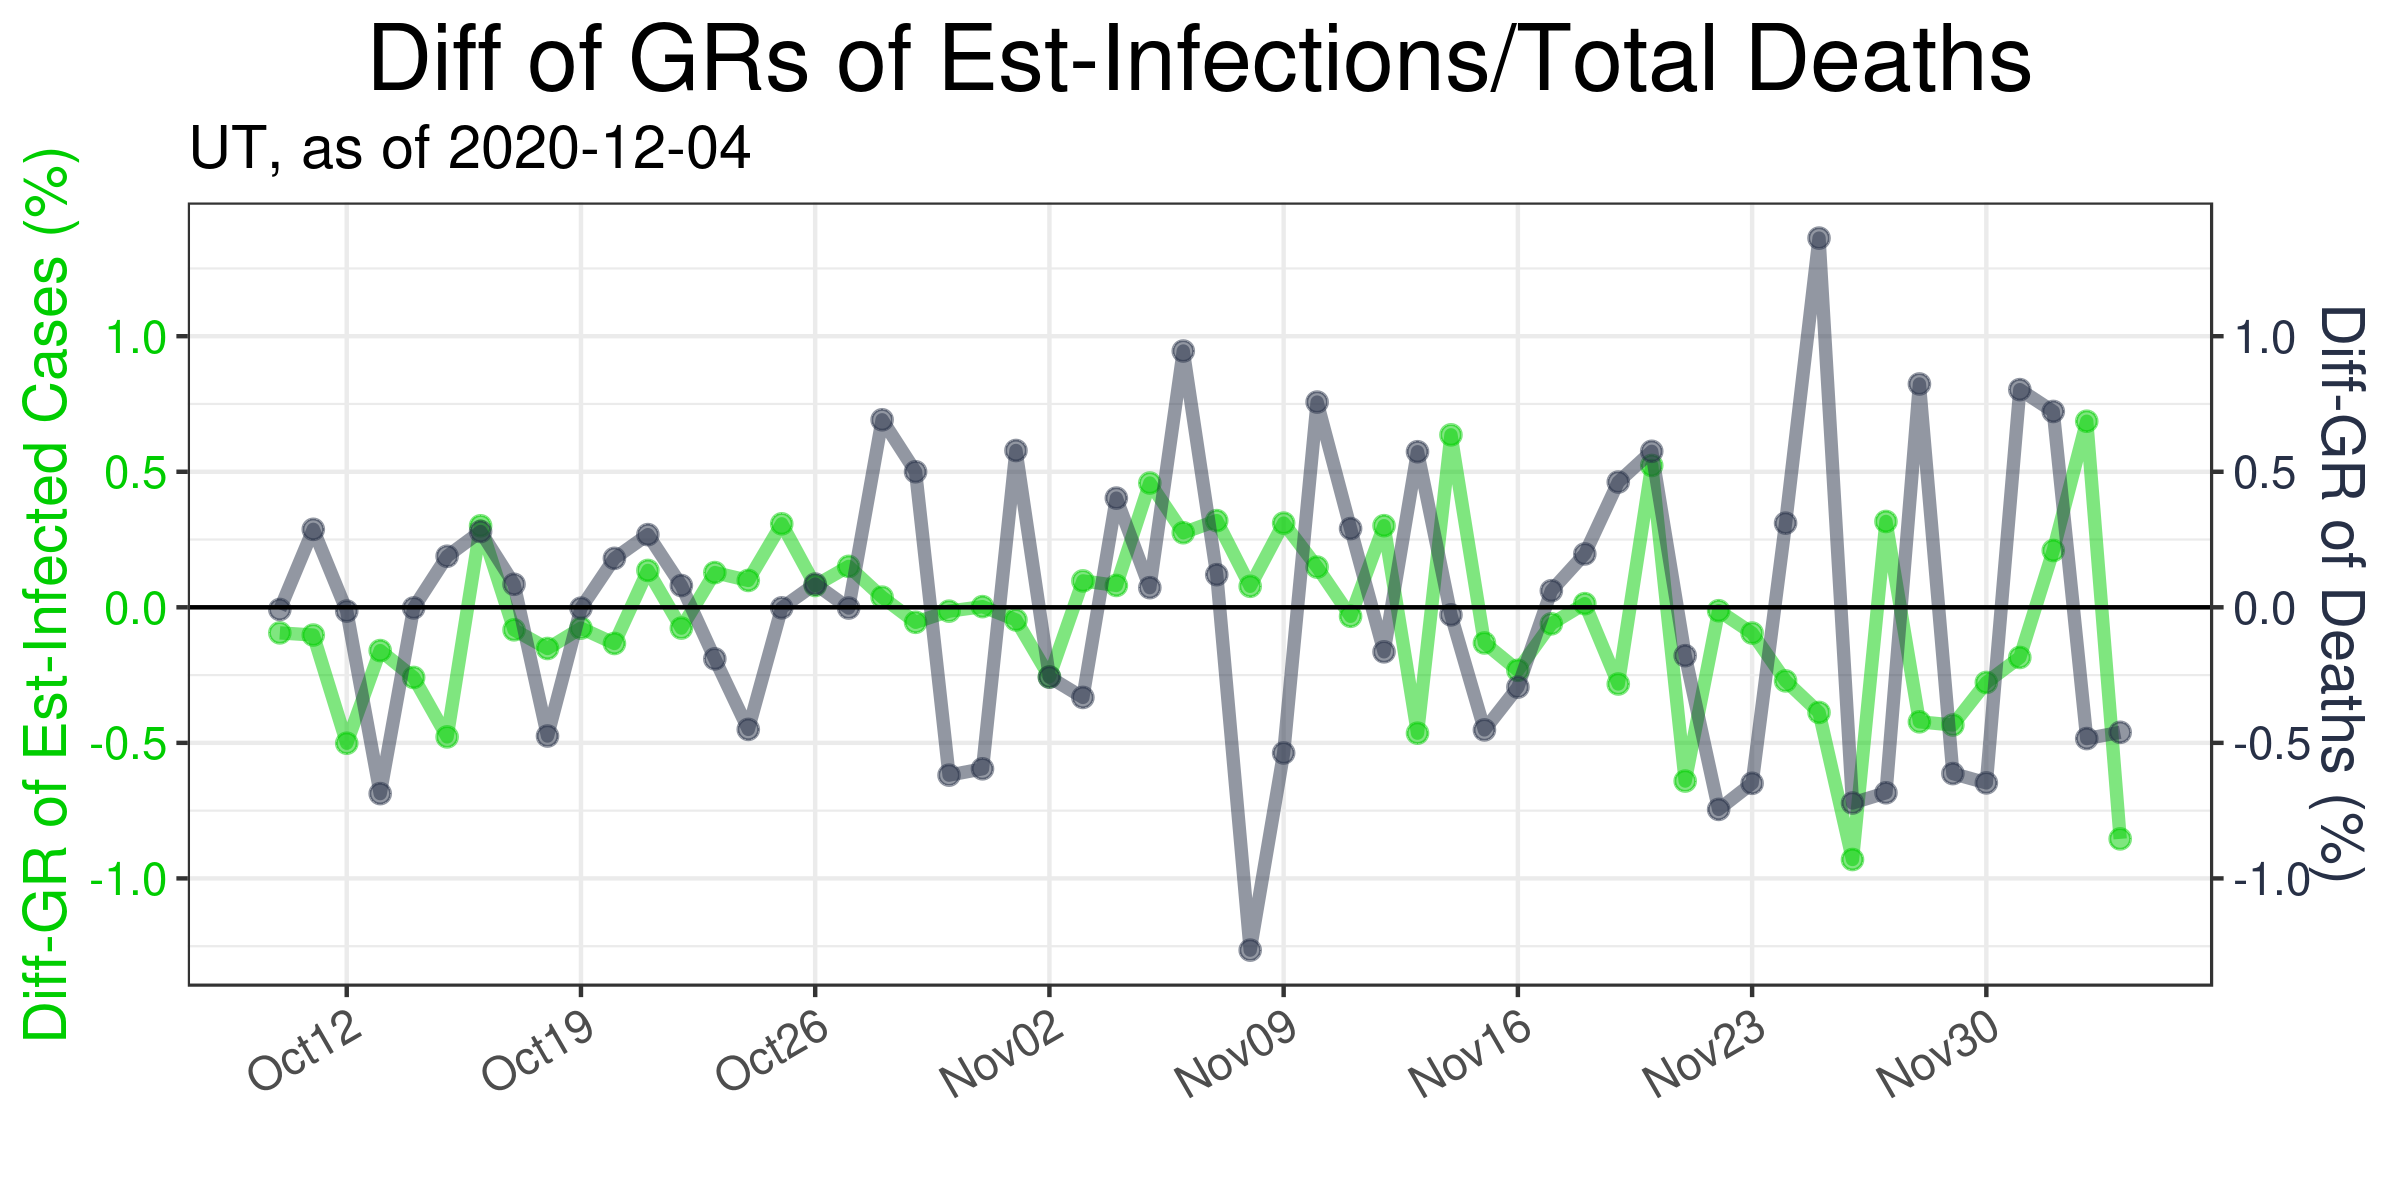 Diff of GRs of Est-Infections/Total Deaths
UT, as of 2020-12-04
Diff-GR of Est-Infected Cases (%)
1.0
0.5
0.0
-0.5
-1.0
1.0
0.5
0.0
-0.5
-1.0
Diff-GR of Deaths (%)
Oct12
Oct19
Oct26
Nov02
Nov09
Nov16
Nov23
Nov30